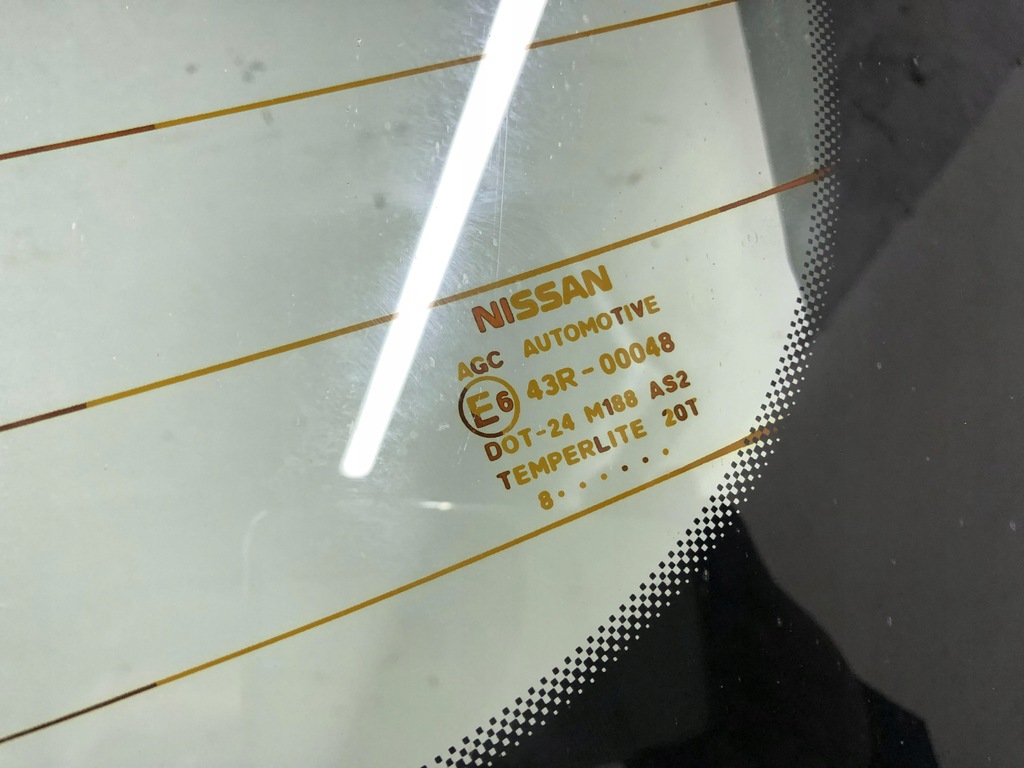 NISSAN
AGC AUTOMOTIVE
E6 43R-00048
DOT-24 M188 AS2
TEMPERLITE 20T
8· · · · · ·